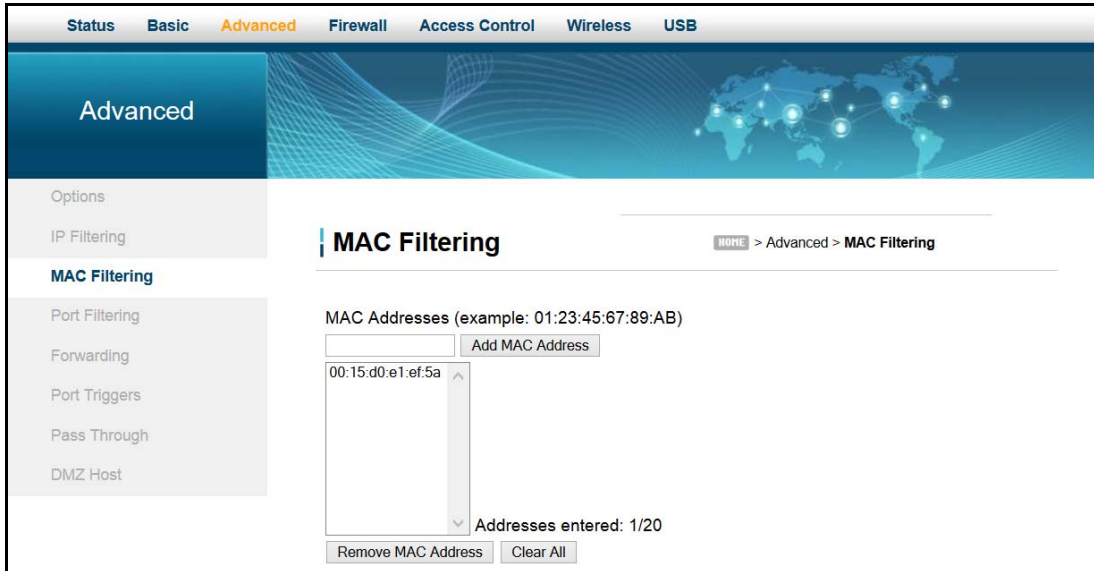 Status Basic Advanced Firewall Access Control Wireless USB
Advanced
Options
IP Filtering
MAC Filtering
Port Filtering
Forwarding
Port Triggers
Pass Through
DMZ Host
MAC Filtering
HOME > Advanced > MAC Filtering
MAC Addresses (example: 01:23:45:67:89:AB)
Add MAC Address
00:15:d0:e1:ef:5a
Addresses entered: 1/20
Remove MAC Address Clear All